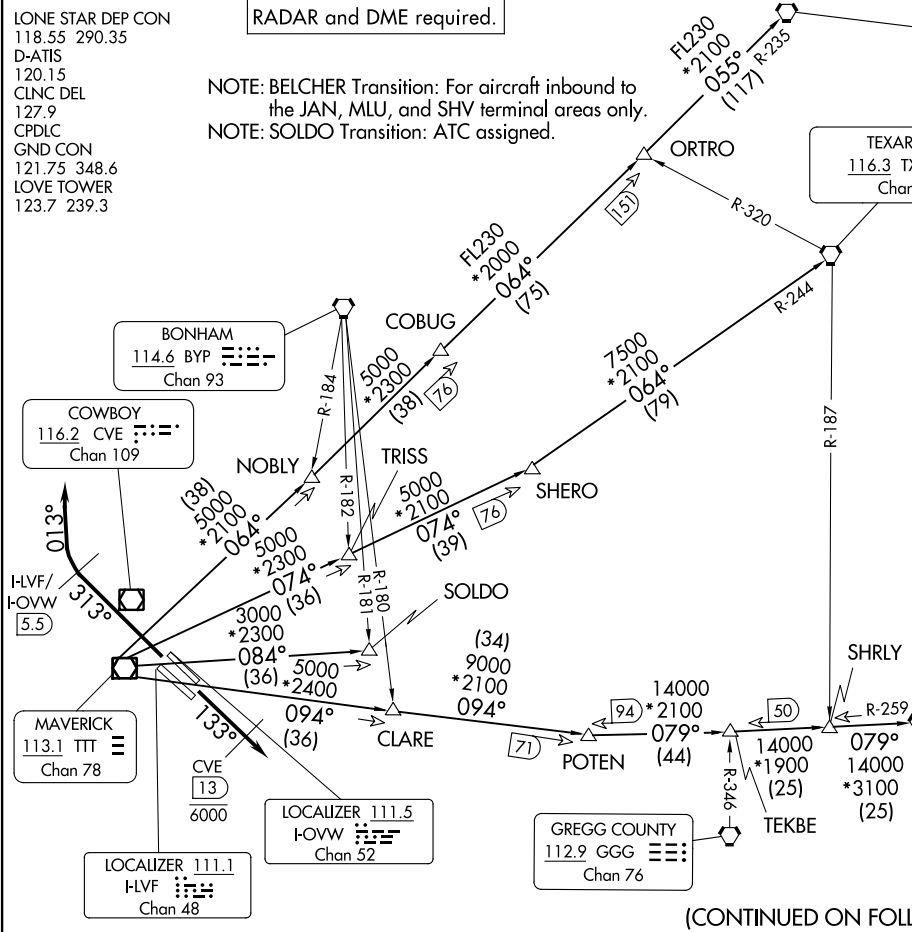 LONE STAR DEP CON
118.55 290.35
D-ATIS
120.15
CLNC DEL
127.9
CPDLC
GND CON
121.75 348.6
LOVE TOWER
123.7 239.3
RADAR and DME required.
NOTE: BELCHER Transition: For aircraft inbound to
the JAN, MLU, and SHV terminal areas only.
NOTE: SOLDO Transition: ATC assigned.
R-235
FL230
*2100
055°
(117)
ORTRO
151
R-320
TEXAR
116.3 TX
Chan
R-244
FL230
*2000
064°
(75)
COBUG
76
BONHAM
114.6 BYP
Chan 93
R-184
5000
*2300
(38)
7500
*2100
064°
(79)
R-187
COWBOY
116.2 CVE
Chan 109
NOBLY
TRISS
R-182
SHERO
76
5000
*2100
074°
(39)
(38)
5000
*2100
064°
5000
*2300
074°
(36)
R-181
R-180
013°
313°
I-LVF/
I-OVW
5.5
3000
*2300
084°
(36)
SOLDO
5000
*2400
094°
(36)
CLARE
(34)
9000
*2100
094°
71
POTEN
94
14000
*2100
079°
(44)
50
SHRLY
R-259
14000
*1900
(25)
079°
14000
*3100
(25)
TEKBE
R-346
MAVERICK
113.1 TTT
Chan 78
133°
CVE
13
6000
LOCALIZER 111.5
I-OVW
Chan 52
LOCALIZER 111.1
I-LVF
Chan 48
GREGG COUNTY
112.9 GGG
Chan 76
(CONTINUED ON FOLL